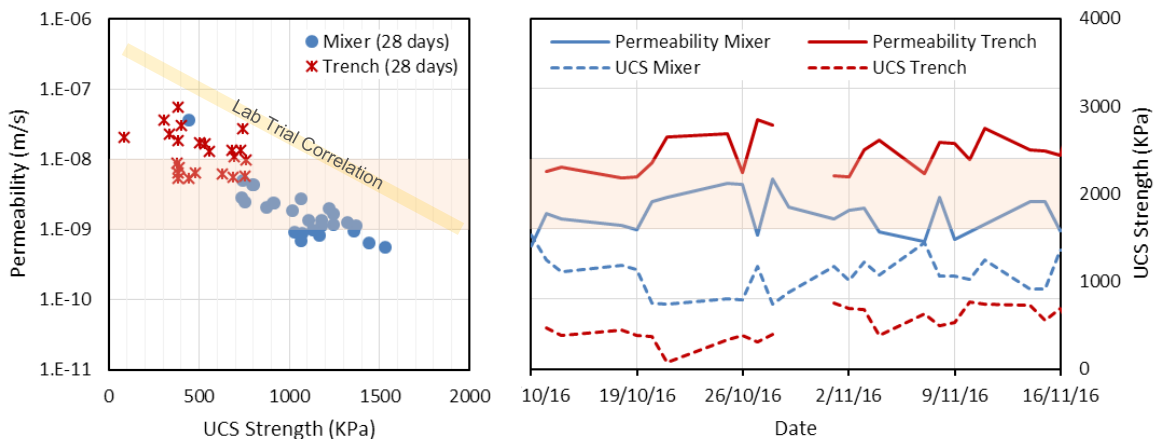 1.E-06
1.E-07
1.E-08
1.E-09
1.E-10
1.E-11
Permeability (m/s)
Mixer (28 days)
Trench (28 days)
Lab Trial Correlation
0 500 1000 1500 2000
UCS Strength (KPa)
Permeability Mixer Permeability Trench
UCS Mixer UCS Trench
4000
3000
2000
1000
0
UCS Strength (KPa)
10/16 19/10/16 26/10/16 2/11/16 9/11/16 16/11/16
Date